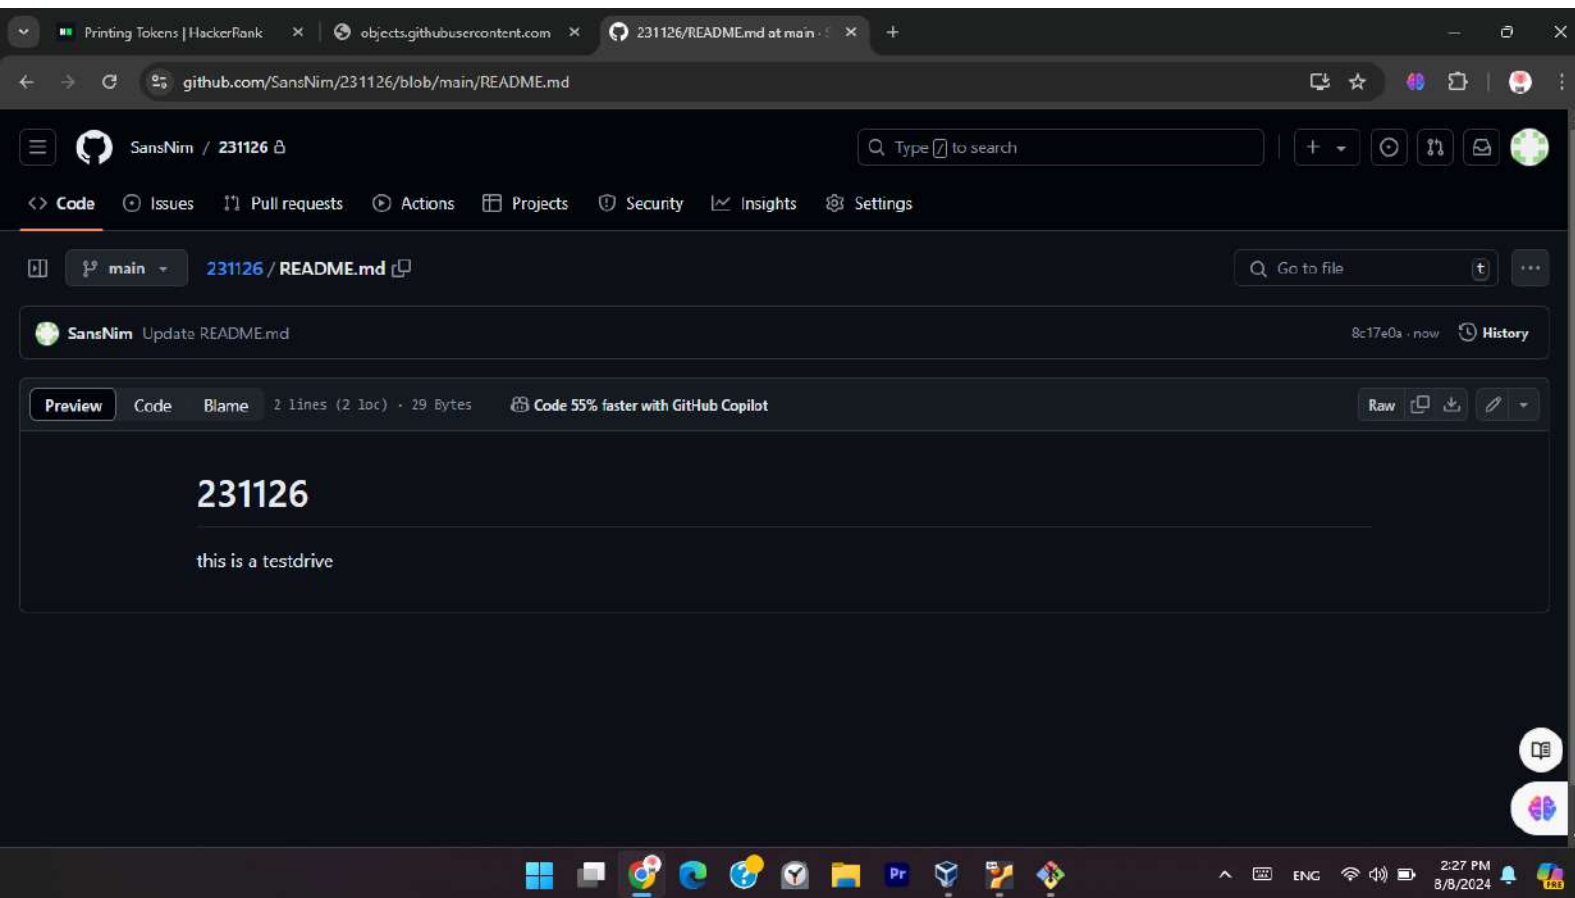 Printing Tokens | HackerRank
objects.githubusercontent.com
231126/README.md at main · S
github.com/SansNim/231126/blob/main/README.md
SansNim / 231126
Type / to search
Code
Issues
Pull requests
Actions
Projects
Security
Insights
Settings
main
231126 / README.md
Go to file
t
SansNim Update README.md
8c17e0a · now
History
Preview
Code
Blame
2 lines (2 loc) · 29 Bytes
Code 55% faster with GitHub Copilot
Raw
231126
this is a testdrive
Pr
ENG
2:27 PM
8/8/2024
PRE